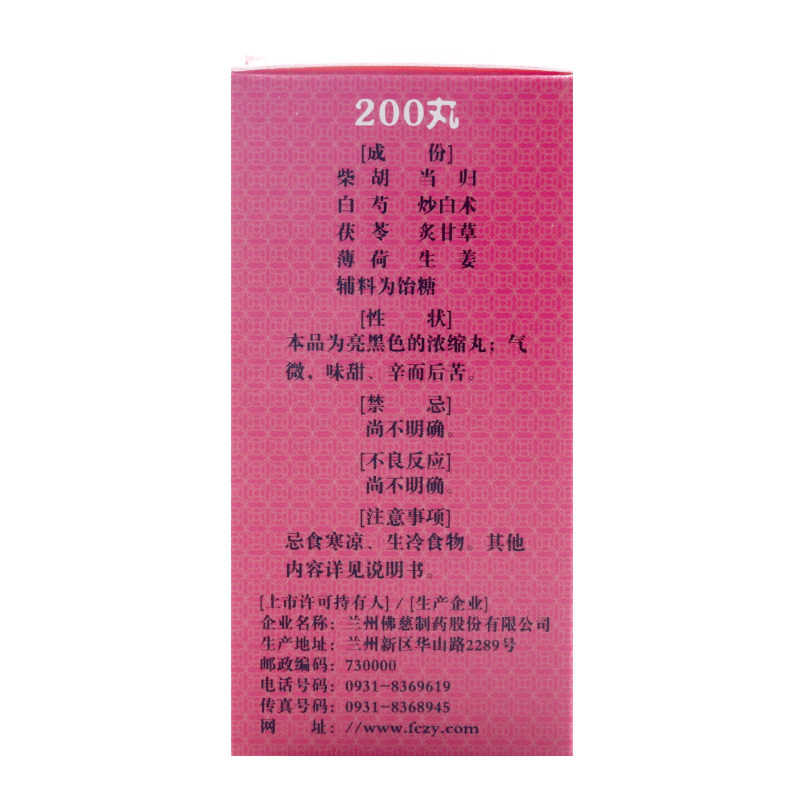 200丸
[成 份]
柴胡 当归
白芍 炒白术
茯苓 炙甘草
薄荷 生姜
辅料为饴糖
[性 状]
本品为亮黑色的浓缩丸；气
微、味甜、辛而后苦。
[禁 忌]
尚不明确。
[不良反应]
尚不明确。
[注意事项]
忌食寒凉、生冷食物。其他
内容详见说明书。
[上市许可持有人] / [生产企业]
企业名称：兰州佛慈制药股份有限公司
生产地址：兰州新区华山路2289号
邮政编码：730000
电话号码：0931-8369619
传真号码：0931-8368945
网 址：//www.fczy.com